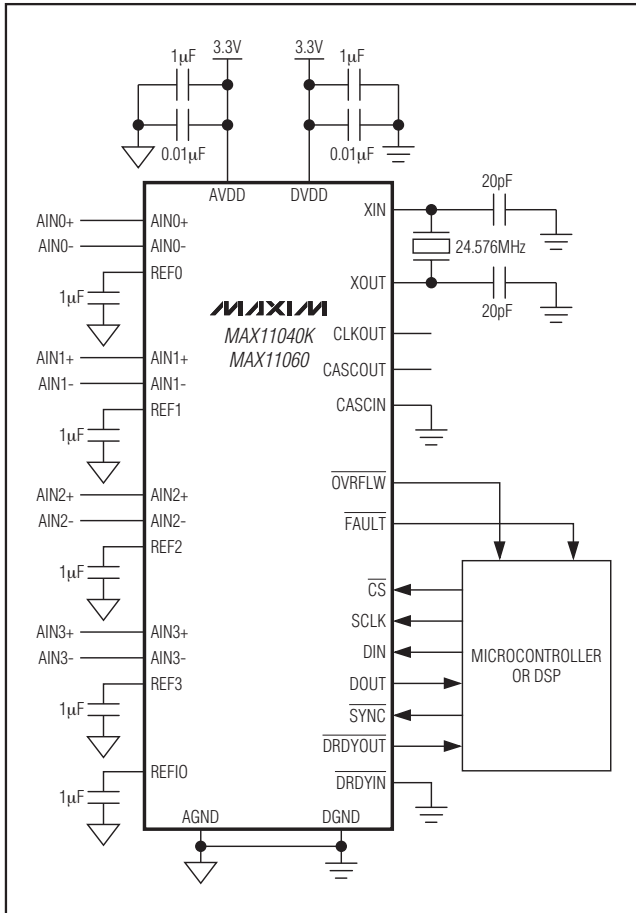 1µF
3.3V
3.3V
1µF
0.01µF
0.01µF
AVDD
DVDD
20pF
XIN
24.576MHz
XOUT
20pF
AIN0+
AIN0+
AIN0-
AIN0-
REF0
1µF
MAXIM
MAX11040K
MAX11060
CLKOUT
CASCOUT
CASCIN
AIN1+
AIN1+
AIN1-
AIN1-
REF1
1µF
OVRFLW
FAULT
AIN2+
AIN2+
AIN2-
AIN2-
REF2
1µF
CS
SCLK
DIN
DOUT
SYNC
DRDYOUT
DRDYIN
MICROCONTROLLER
OR DSP
AIN3+
AIN3+
AIN3-
AIN3-
REF3
1µF
REFIO
1µF
AGND
DGND